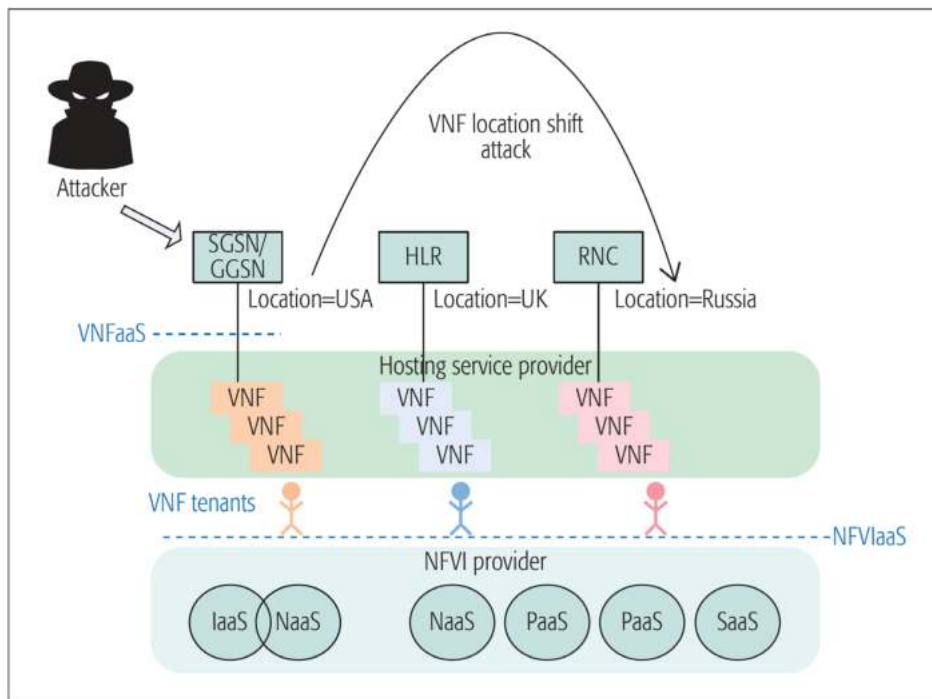 VNF location shift
attack
Attacker
SGSN/
GGSN
HLR
RNC
Location=USA
Location=UK
Location=Russia
VNFaaS
Hosting service provider
VNF
VNF
VNF
VNF
VNF
VNF
VNF
VNF
VNF
VNF tenants
NFVIaaS
NFVI provider
IaaS
NaaS
NaaS
PaaS
PaaS
SaaS